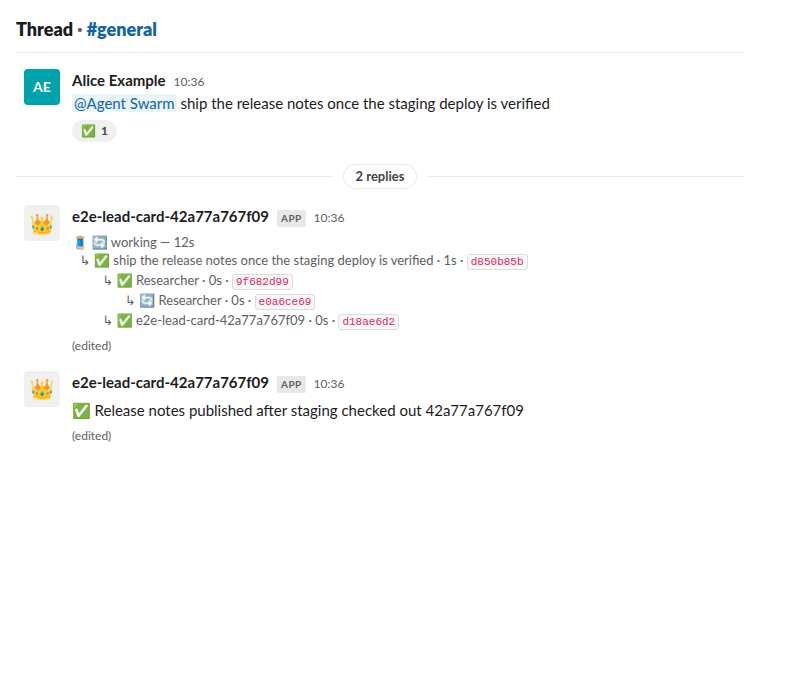 Thread • #general
AE
Alice Example 10:36
@Agent Swarm ship the release notes once the staging deploy is verified
✅ 1
2 replies
e2e-lead-card-42a77a767f09 APP 10:36
🧵 🔄 working — 12s
↳ ✅ ship the release notes once the staging deploy is verified · 1s · d850b85b
↳ ✅ Researcher · 0s · 9f682d99
↳ 🔄 Researcher · 0s · e0a6ce69
↳ ✅ e2e-lead-card-42a77a767f09 · 0s · d18ae6d2
(edited)
e2e-lead-card-42a77a767f09 APP 10:36
✅ Release notes published after staging checked out 42a77a767f09
(edited)